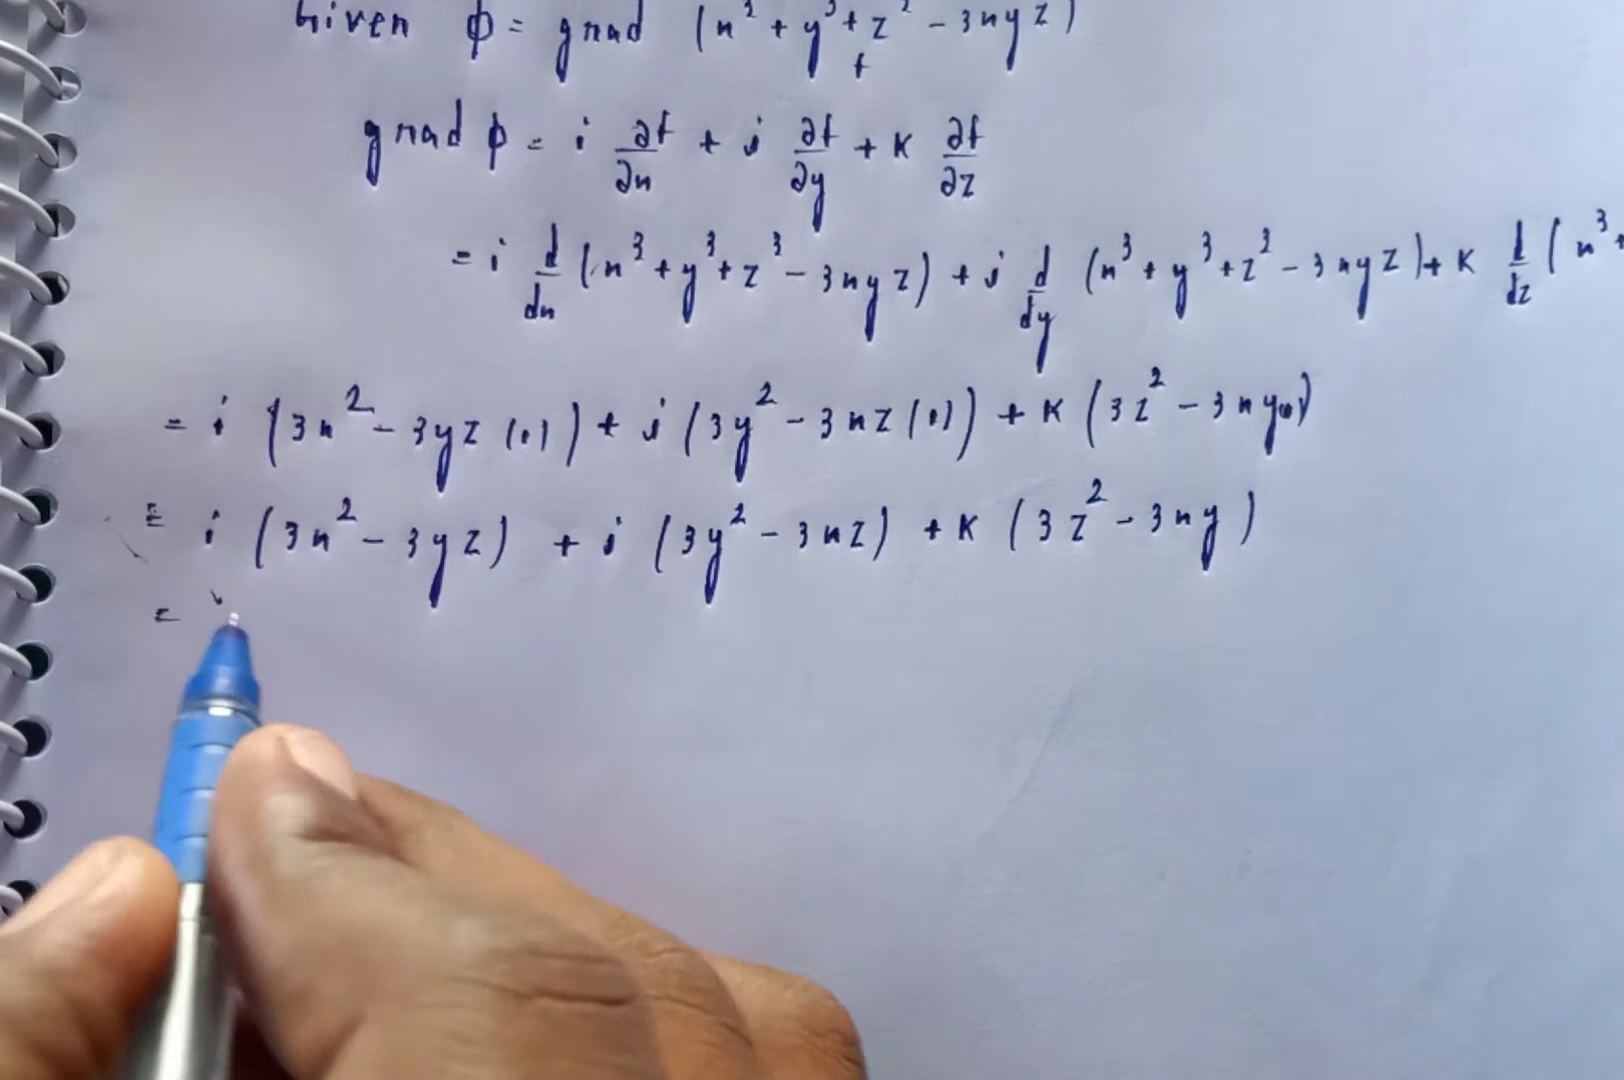 Given φ = grad (x³ + y³ + z³ - 3xyz)
f
grad φ = i ∂f/∂x + j ∂f/∂y + k ∂f/∂z
= i d/dx (x³ + y³ + z³ - 3xyz) + j d/dy (x³ + y³ + z³ - 3xyz) + k d/dz (x³ +
= i (3x² - 3yz (1)) + j (3y² - 3xz (1)) + k (3z² - 3xy(1))
= i (3x² - 3yz) + j (3y² - 3xz) + k (3z² - 3xy)
=